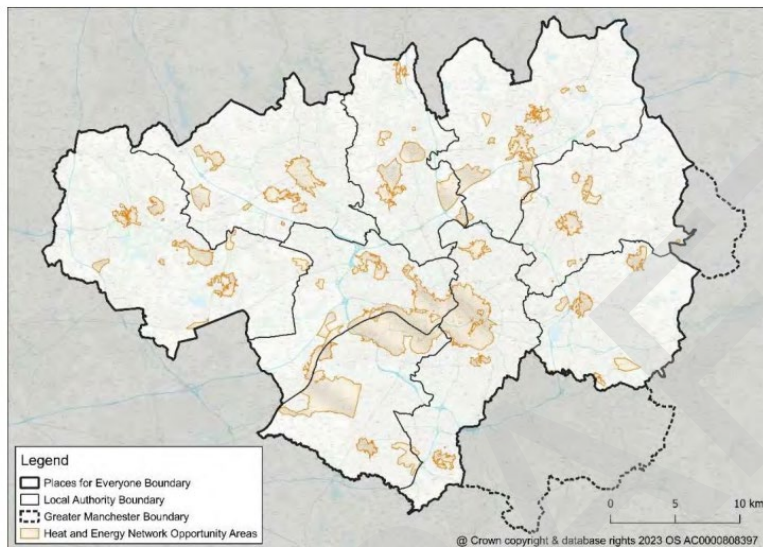 Legend
Places for Everyone Boundary
Local Authority Boundary
Greater Manchester Boundary
Heat and Energy Network Opportunity Areas
0 5 10 km
@ Crown copyright & database rights 2023 OS AC0000808397